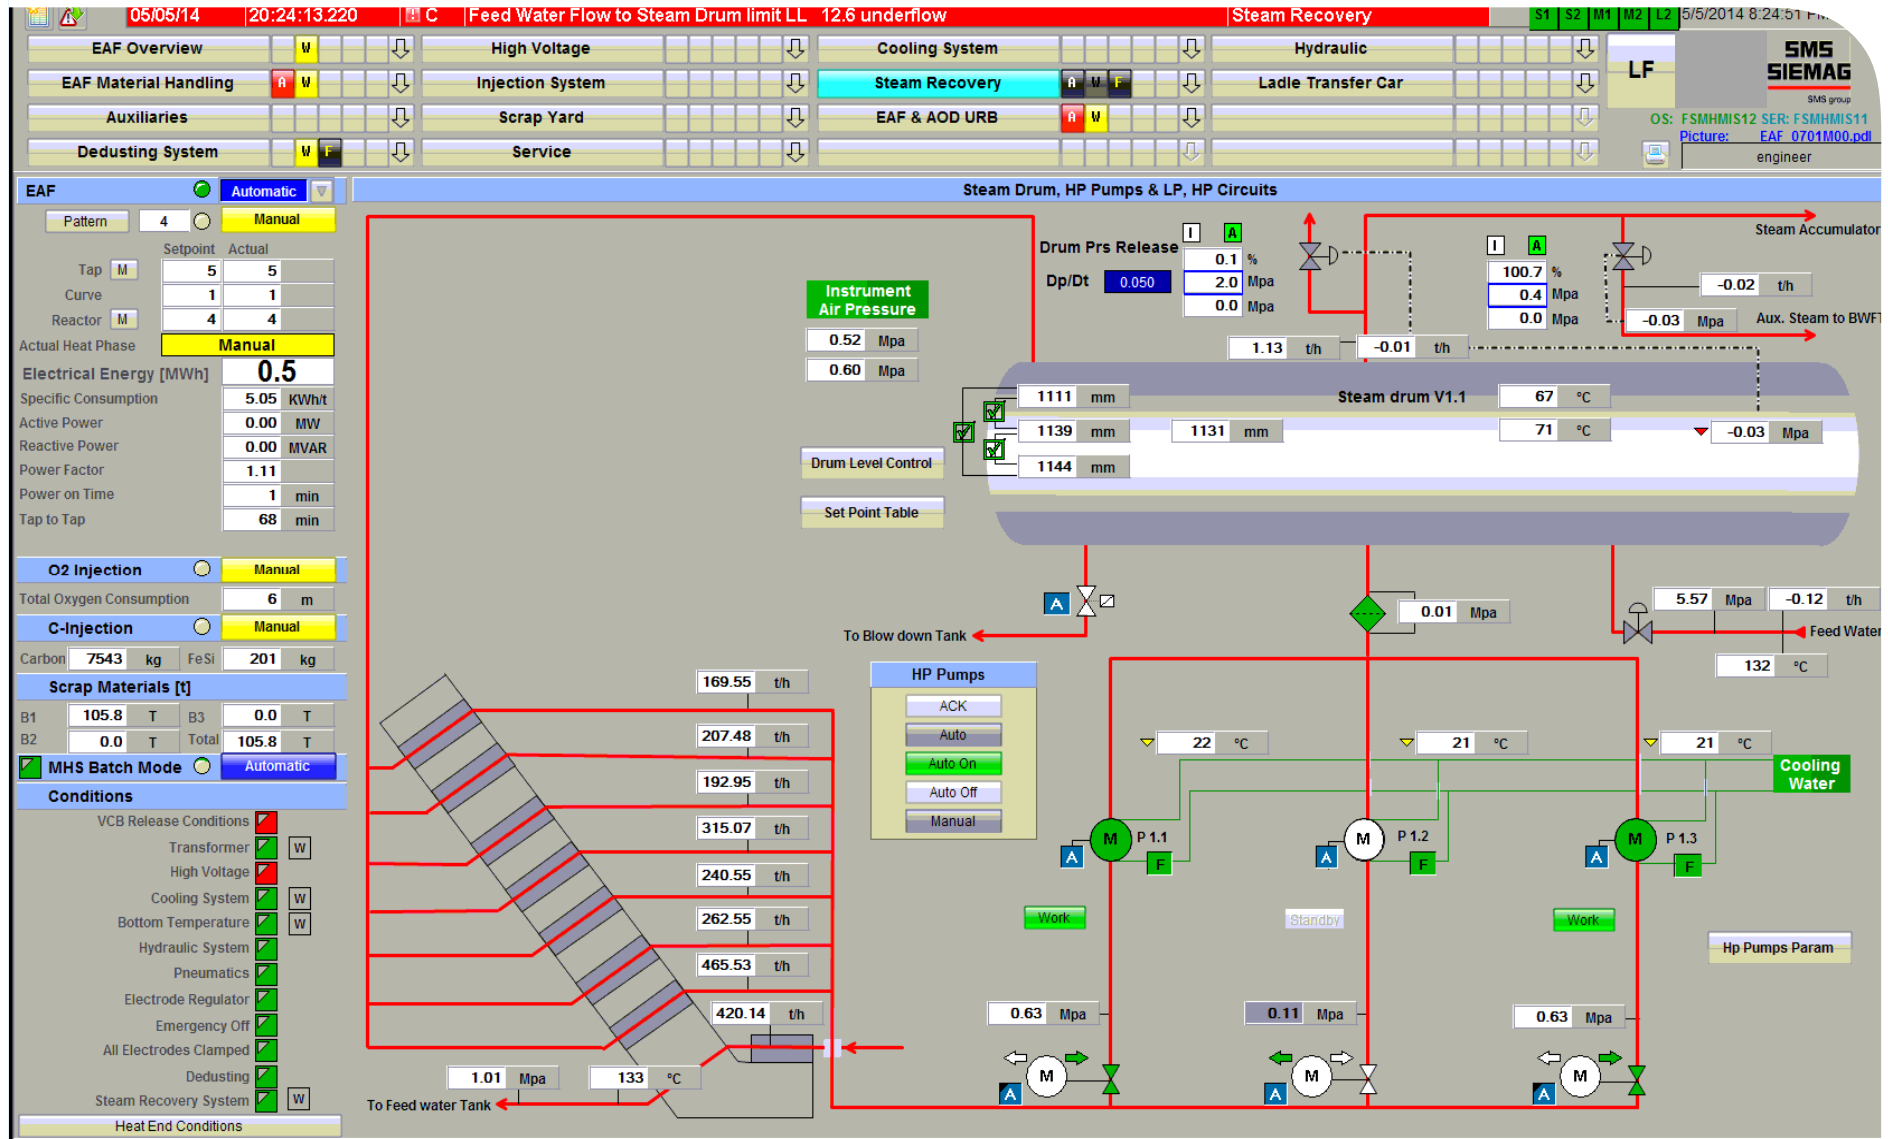 05/05/14 20:24:13.220 C Feed Water Flow to Steam Drum limit LL 12.6 underflow Steam Recovery S1 S2 M1 M2 L2
EAF Overview W High Voltage Cooling System Hydraulic
LF SMS SIEMAG
SMS group
EAF Material Handling A W Injection System Steam Recovery A W F Ladle Transfer Car
Auxiliaries Scrap Yard EAF & AOD URB A W
OS: FSMHMIS12 SER: FSMHMIS11
Picture: EAF_0701M00.pdl
Dedusting System W F Service
engineer
EAF Automatic
Pattern 4 Manual
Setpoint Actual
Tap M 5 5
Curve 1 1
Reactor M 4 4
Actual Heat Phase Manual
Electrical Energy [MWh] 0.5
Specific Consumption 5.05 KWh/t
Active Power 0.00 MW
Reactive Power 0.00 MVAR
Power Factor 1.11
Power on Time 1 min
Tap to Tap 68 min
O2 Injection Manual
Total Oxygen Consumption 6 m
C-Injection Manual
Carbon 7543 kg FeSi 201 kg
Scrap Materials [t]
B1 105.8 T B3 0.0 T
B2 0.0 T Total 105.8 T
MHS Batch Mode Automatic
Conditions
VCB Release Conditions
Transformer W
High Voltage
Cooling System W
Bottom Temperature W
Hydraulic System
Pneumatics
Electrode Regulator
Emergency Off
All Electrodes Clamped
Dedusting
Steam Recovery System W
Heat End Conditions
Steam Drum, HP Pumps & LP, HP Circuits
Drum Prs Release I A
0.1 %
Dp/Dt 0.050 2.0 Mpa
0.0 Mpa
I A
100.7 %
0.4 Mpa
0.0 Mpa
Steam Accumulator
-0.02 t/h
-0.03 Mpa Aux. Steam to BWFT
Instrument
Air Pressure
0.52 Mpa
0.60 Mpa
1.13 t/h -0.01 t/h
1111 mm Steam drum V1.1 67 °C
1139 mm 1131 mm 71 °C -0.03 Mpa
1144 mm
Drum Level Control
Set Point Table
A
To Blow down Tank
0.01 Mpa
5.57 Mpa -0.12 t/h
Feed Water
132 °C
HP Pumps
ACK
Auto
Auto On
Auto Off
Manual
169.55 t/h
207.48 t/h
192.95 t/h
315.07 t/h
240.55 t/h
262.55 t/h
465.53 t/h
420.14 t/h
22 °C 21 °C 21 °C
Cooling
Water
M P 1.1 M P 1.2 M P 1.3
A F A F A F
Work Standby Work
Hp Pumps Param
0.63 Mpa 0.11 Mpa 0.63 Mpa
M M M
A A A
1.01 Mpa 133 °C
To Feed water Tank